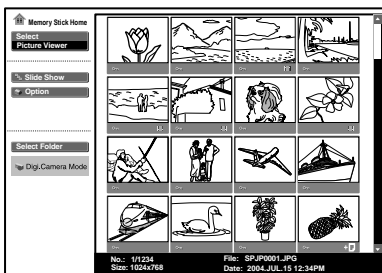 Memory Stick Home
Select
Picture Viewer
Slide Show
Option
Select Folder
Digi.Camera Mode
No.: 1/1234
File: SPJP0001.JPG
Size: 1024x768
Date: 2004.JUL.15 12:34PM